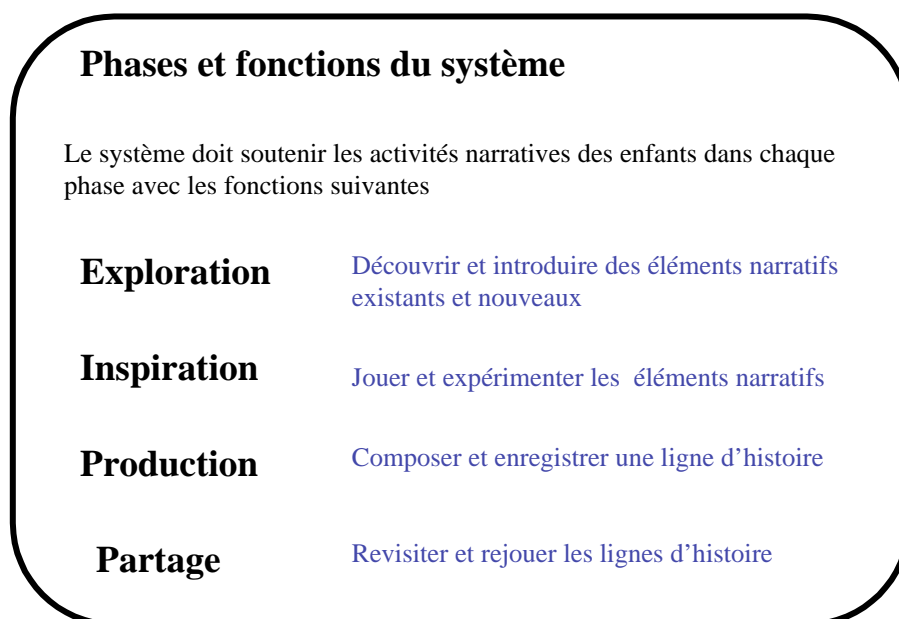 Phases et fonctions du système
Le système doit soutenir les activités narratives des enfants dans chaque
phase avec les fonctions suivantes
Exploration
Découvrir et introduire des éléments narratifs
existants et nouveaux
Inspiration
Jouer et expérimenter les  éléments narratifs
Production
Composer et enregistrer une ligne d’histoire
Partage
Revisiter et rejouer les lignes d’histoire